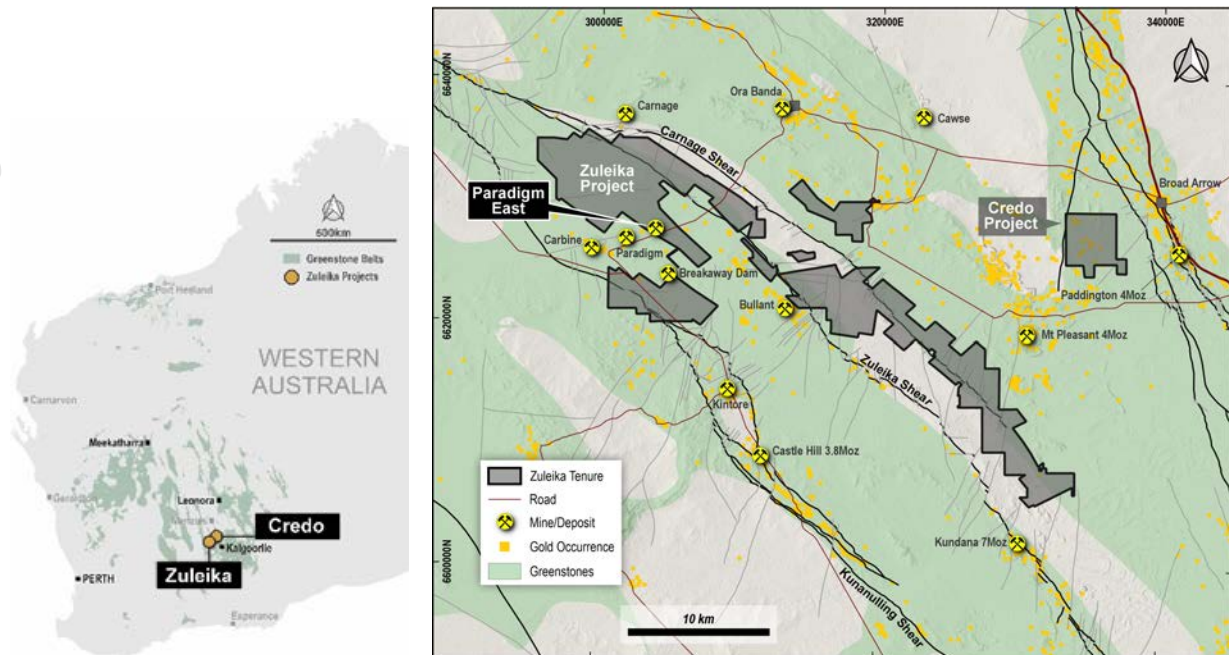 600km
Greenstone Belts
Zuleika Projects
Port Hedland
WESTERN
AUSTRALIA
Carnarvon
Meekatharra
Geraldton
Leonora
Menzies
Credo
Kalgoorlie
Zuleika
PERTH
Esperance
300000E
320000E
340000E
6640000N
6620000N
6600000N
Carnage
Ora Banda
Cawse
Carnage Shear
Zuleika
Project
Paradigm
East
Broad Arrow
Credo
Project
Carbine
Paradigm
Breakaway Dam
Paddington 4Moz
Bullant
Mt Pleasant 4Moz
Zuleika Shear
Kintore
Castle Hill 3.8Moz
Kundana 7Moz
Kunanulling Shear
Zuleika Tenure
Road
Mine/Deposit
Gold Occurrence
Greenstones
10 km